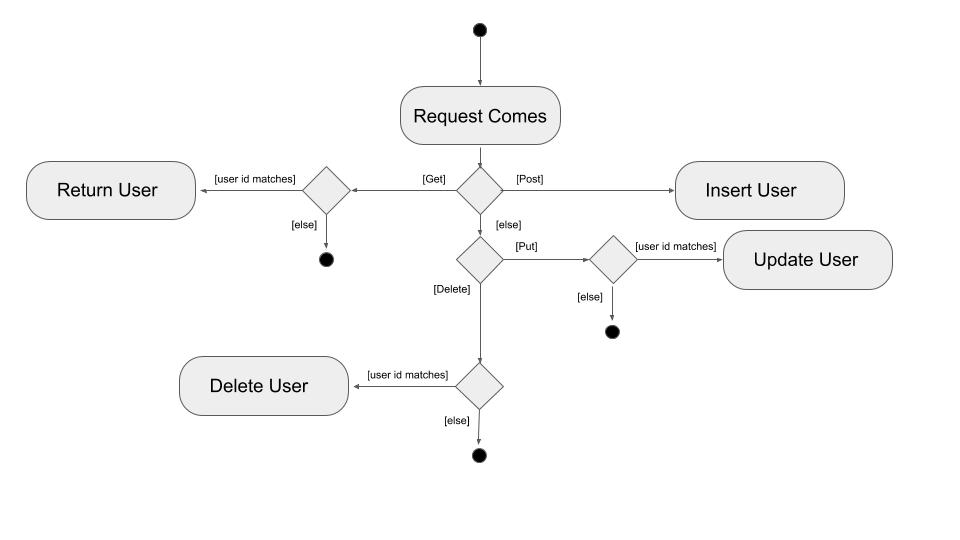 Request Comes
Return User
[user id matches]
[Get]
[Post]
Insert User
[else]
[else]
[Put]
[user id matches]
Update User
[Delete]
[else]
Delete User
[user id matches]
[else]